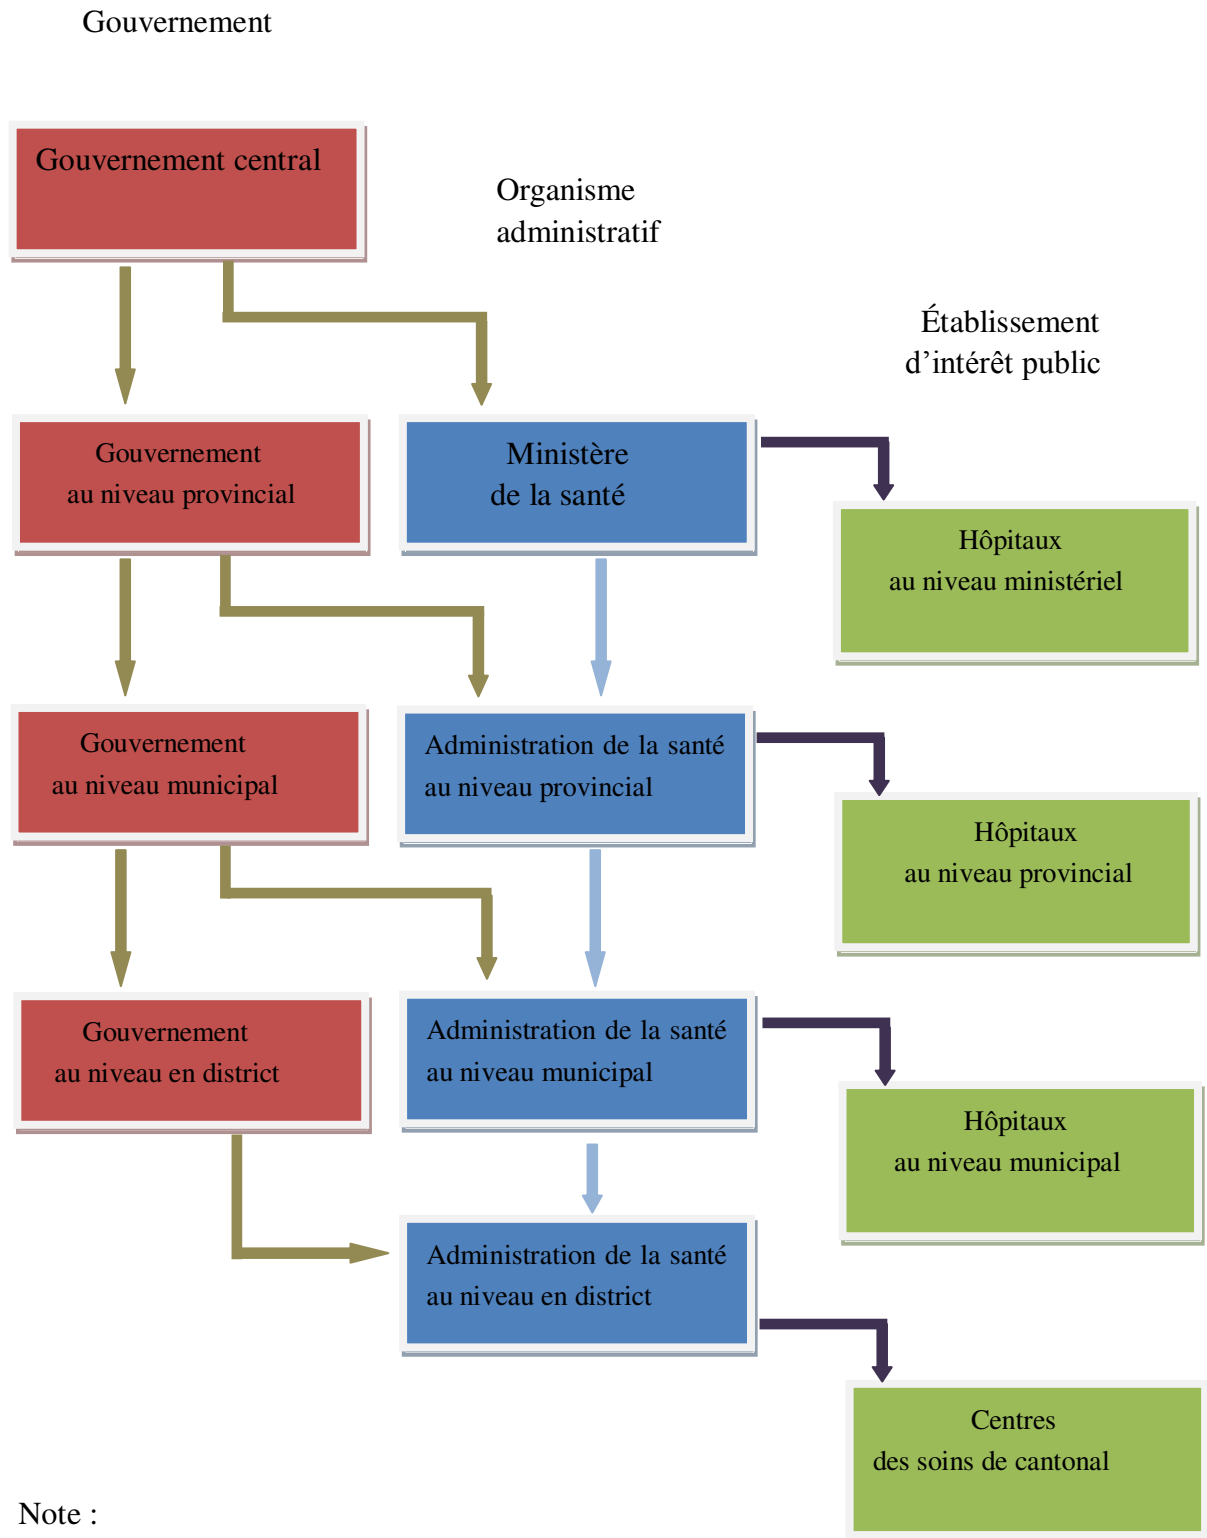 Gouvernement
Gouvernement central
Organisme
administratif
Établissement
d’intérêt public
Gouvernement
au niveau provincial
Ministère
de la santé
Hôpitaux
au niveau ministériel
Gouvernement
au niveau municipal
Administration de la santé
au niveau provincial
Hôpitaux
au niveau provincial
Gouvernement
au niveau en district
Administration de la santé
au niveau municipal
Hôpitaux
au niveau municipal
Administration de la santé
au niveau en district
Centres
des soins de cantonal
Note :